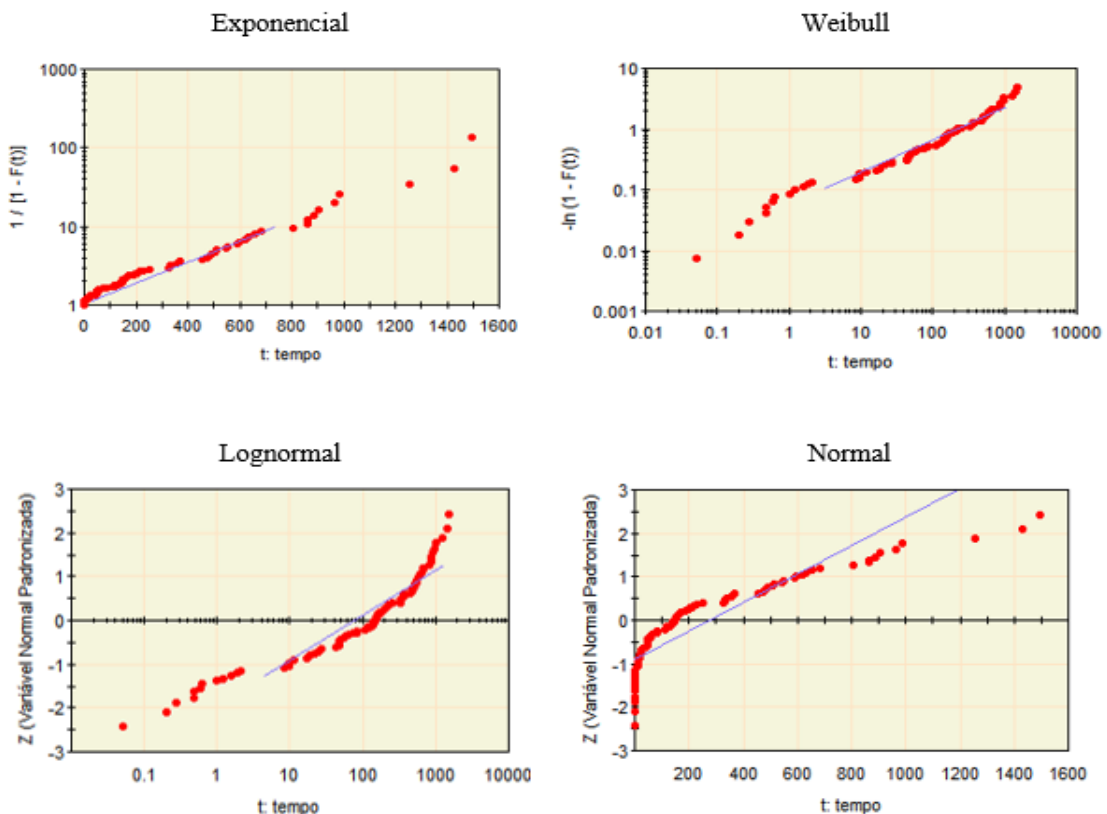 Exponencial
1 / [1 - F(t)]
1000
100
10
1
0 200 400 600 800 1000 1200 1400 1600
t: tempo
Weibull
-ln (1 - F(t))
10
1
0.1
0.01
0.001
0.01 0.1 1 10 100 1000 10000
t: tempo
Lognormal
Z (Variável Normal Padronizada)
3
2
1
0
-1
-2
-3
0.1 1 10 100 1000 10000
t: tempo
Normal
Z (Variável Normal Padronizada)
3
2
1
0
-1
-2
-3
200 400 600 800 1000 1200 1400 1600
t: tempo